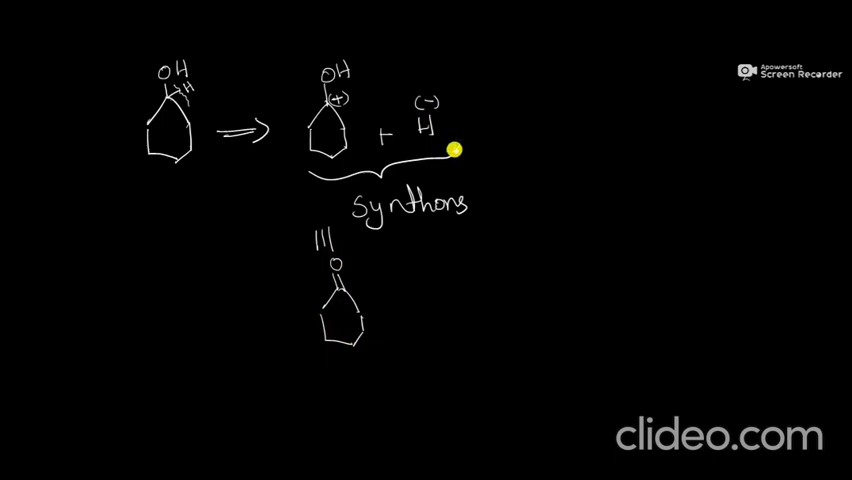 OH
H
OH
(+)
+
(-)
H
synthons
O
Apowersoft
Screen Recorder
clideo.com